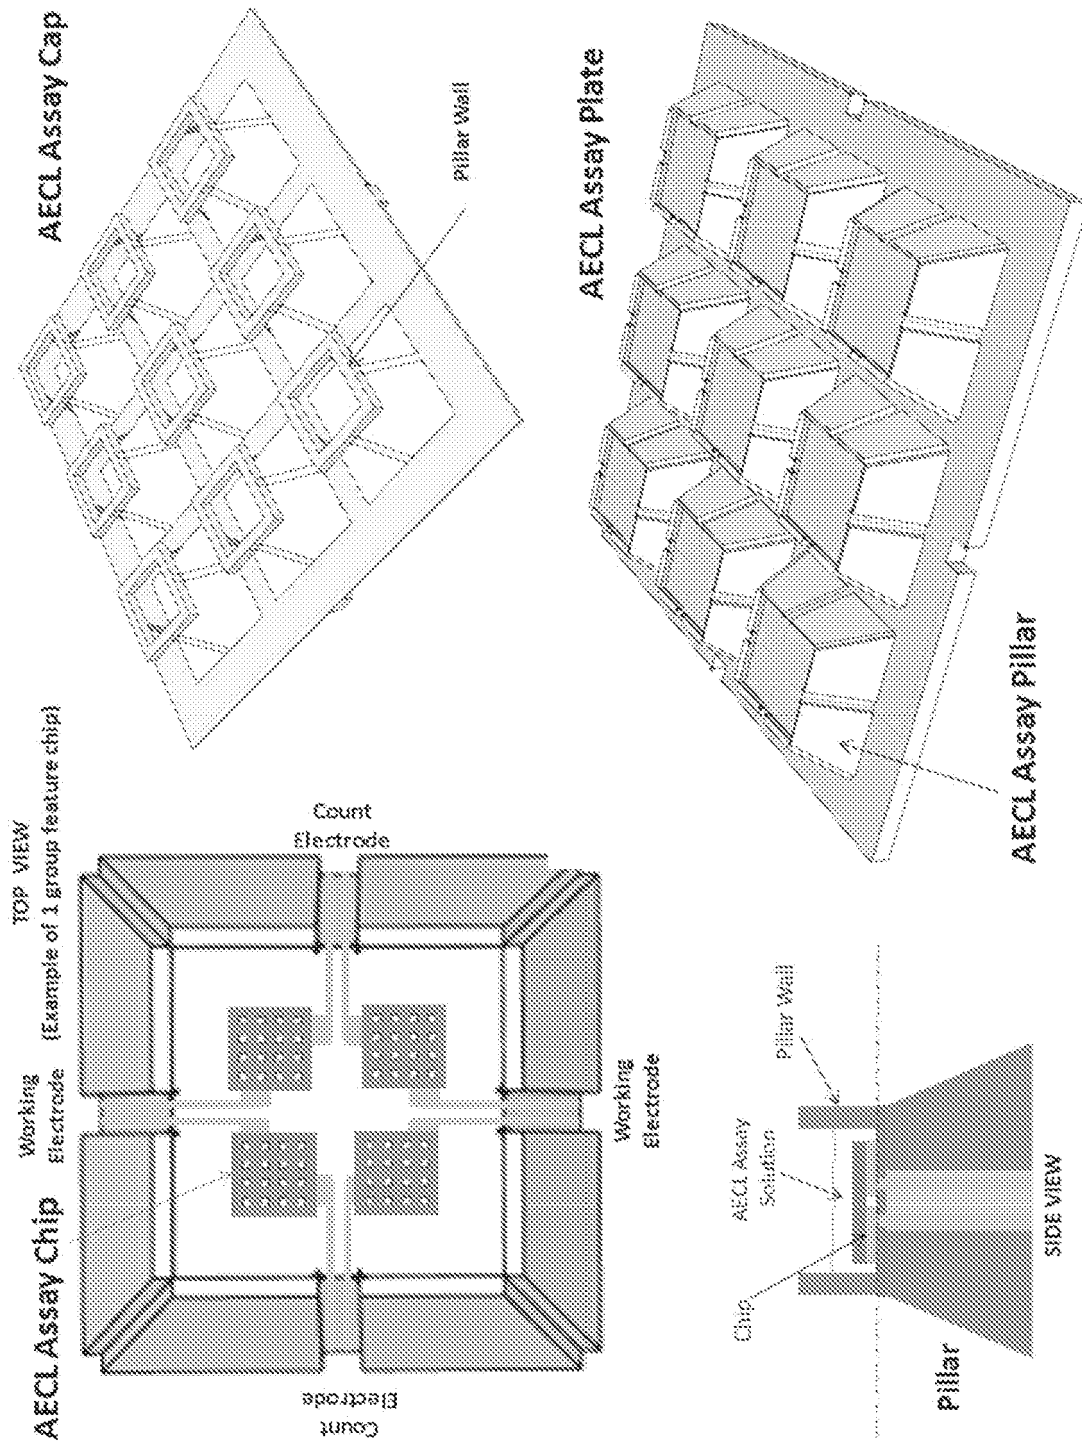 AECL Assay Chip
TOP VIEW
(Example of 1 group feature chip)
Working
Electrode
Count
Electrode
Count
Electrode
Working
Electrode
AECL Assay Cap
Pillar Wall
Pillar
Chip
AECL Assay
Solution
Pillar Wall
SIDE VIEW
AECL Assay Plate
AECL Assay Pillar